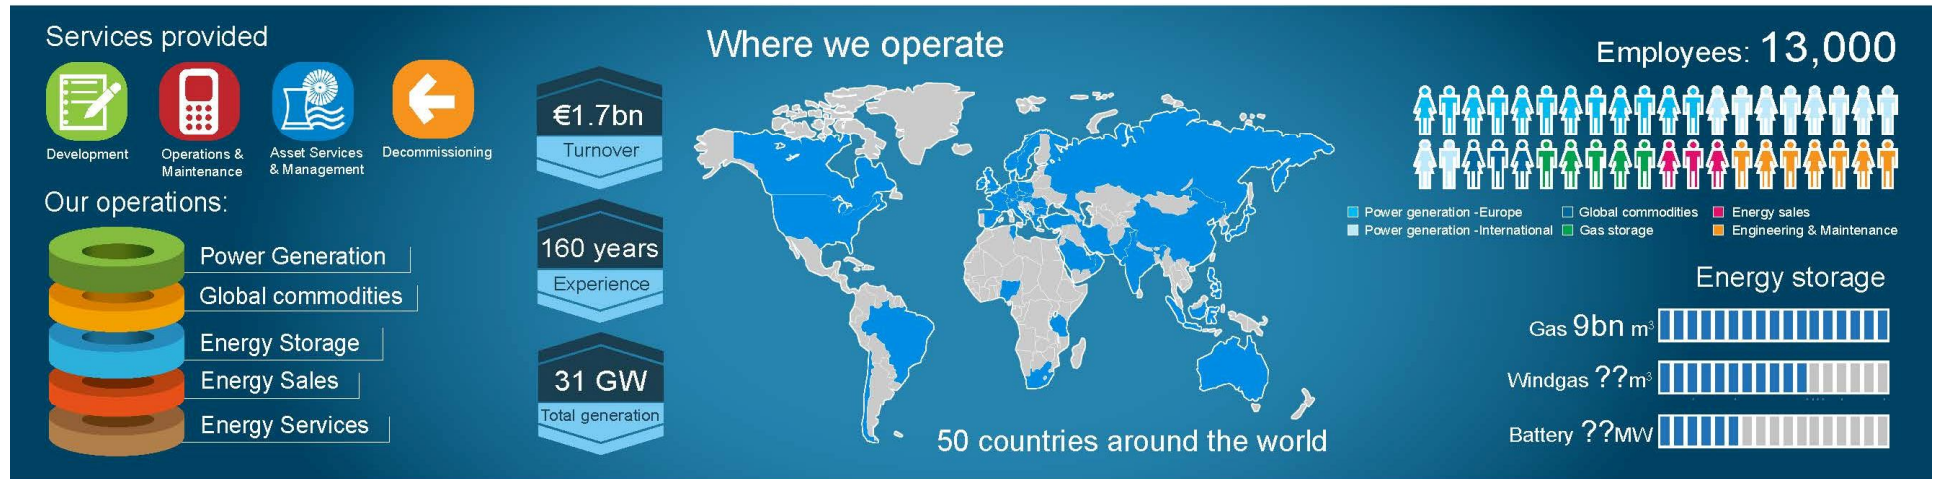 Services provided
Development
Operations &
Maintenance
Asset Services
& Management
Decommissioning
Our operations:
Power Generation
Global commodities
Energy Storage
Energy Sales
Energy Services
€1.7bn
Turnover
160 years
Experience
31 GW
Total generation
Where we operate
50 countries around the world
Employees: 13,000
Power generation -Europe
Global commodities
Energy sales
Power generation -International
Gas storage
Engineering & Maintenance
Energy storage
Gas 9bn m³
Windgas ??m³
Battery ??MW